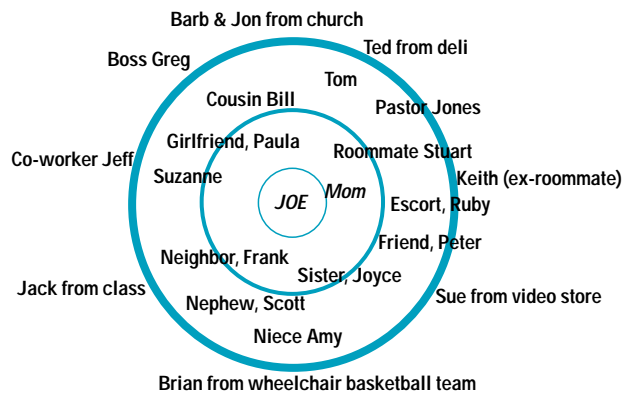 Barb & Jon from church
Ted from deli
Boss Greg
Tom
Cousin Bill
Pastor Jones
Girlfriend, Paula
Roommate Stuart
Co-worker Jeff
Suzanne
Keith (ex-roommate)
JOE
Mom
Escort, Ruby
Friend, Peter
Neighbor, Frank
Sister, Joyce
Jack from class
Nephew, Scott
Sue from video store
Niece Amy
Brian from wheelchair basketball team